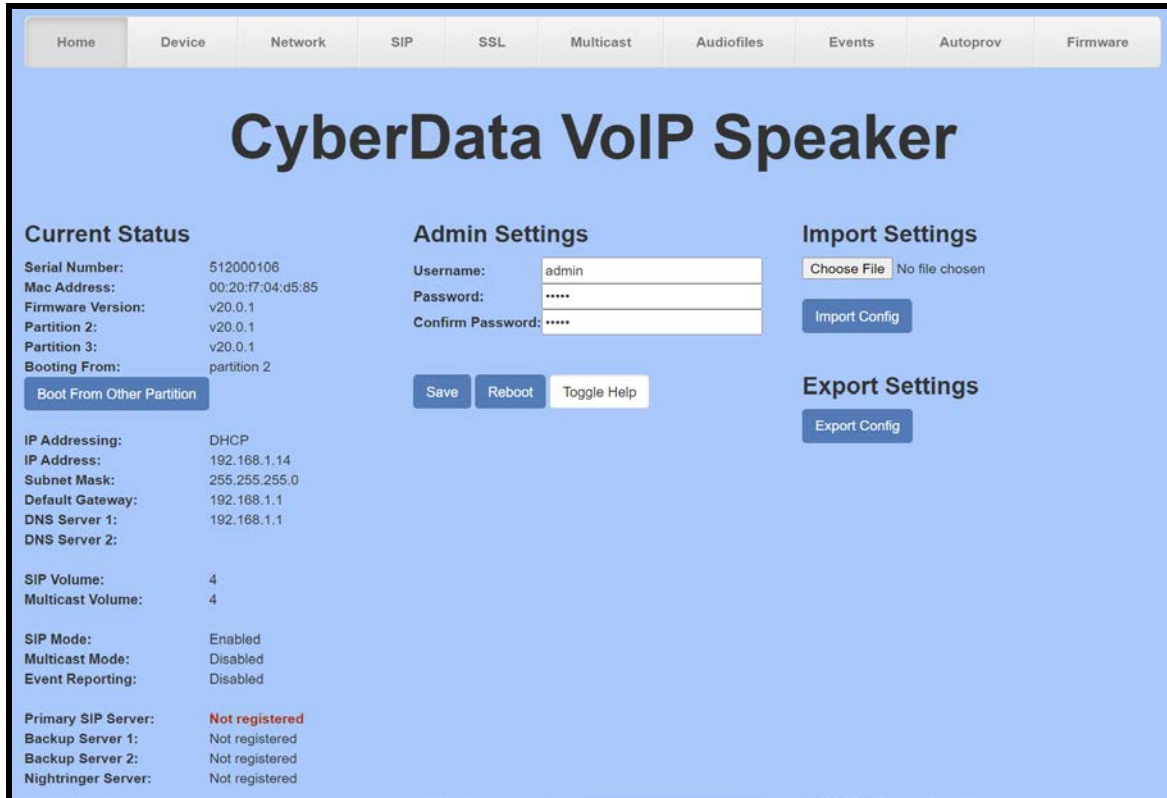 Home Device Network SIP SSL Multicast Audiofiles Events Autoprov Firmware
CyberData VoIP Speaker
Current Status
Serial Number: 512000106
Mac Address: 00:20:f7:04:d5:85
Firmware Version: v20.0.1
Partition 2: v20.0.1
Partition 3: v20.0.1
Booting From: partition 2
Boot From Other Partition
IP Addressing: DHCP
IP Address: 192.168.1.14
Subnet Mask: 255.255.255.0
Default Gateway: 192.168.1.1
DNS Server 1: 192.168.1.1
DNS Server 2:
SIP Volume: 4
Multicast Volume: 4
SIP Mode: Enabled
Multicast Mode: Disabled
Event Reporting: Disabled
Primary SIP Server: Not registered
Backup Server 1: Not registered
Backup Server 2: Not registered
Nightringer Server: Not registered
Admin Settings
Username: admin
Password: •••••
Confirm Password: •••••
Save Reboot Toggle Help
Import Settings
Choose File No file chosen
Import Config
Export Settings
Export Config